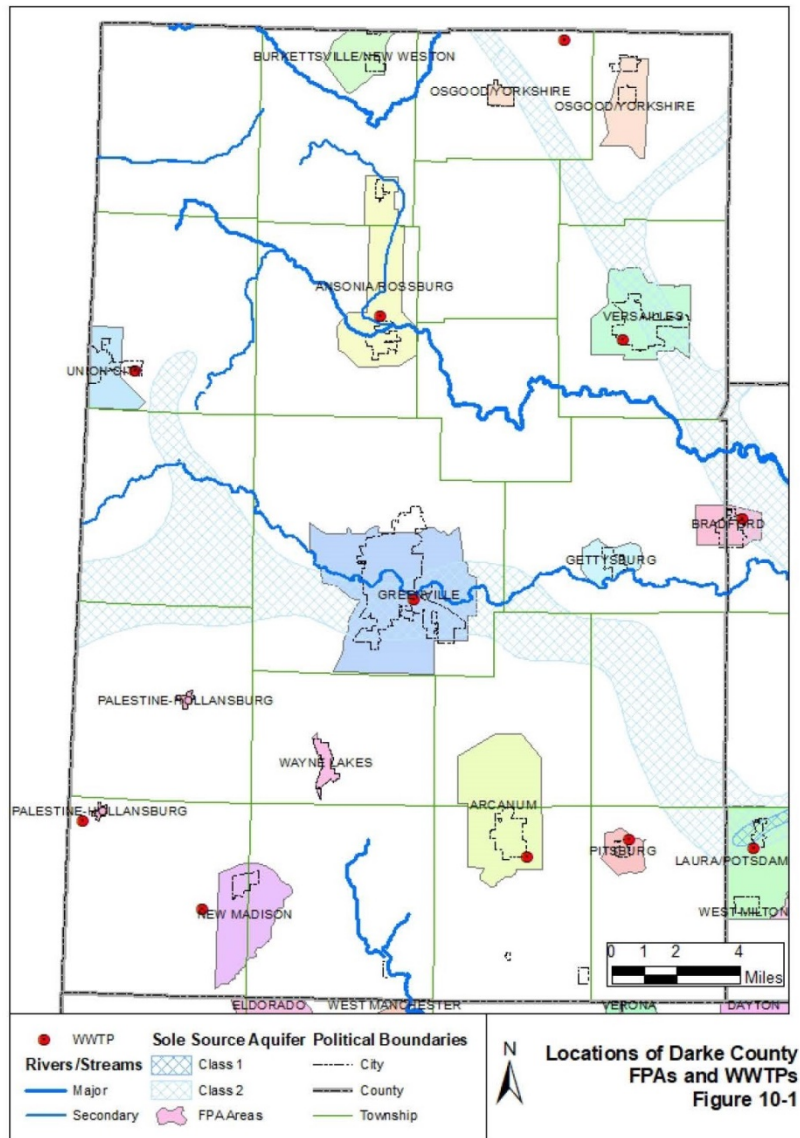 BURKETTSVILLE/NEW WESTON
OSGOOD/YORKSHIRE
OSGOOD/YORKSHIRE
ANSONIA/ROSSBURG
VERSAILLES
UNION CITY
BRADFORD
GETTYSBURG
GREENVILLE
PALESTINE-HOLLANSBURG
WAYNE LAKES
PALESTINE-HOLLANSBURG
ARCANUM
PITSBURG
LAURA/POTSDAM
NEW MADISON
WEST MILTON
0 1 2 4
Miles
ELDORADO
WEST MANCHESTER
VERONA
DAYTON
WWTP
Rivers/Streams
Major
Secondary
Sole Source Aquifer
Class 1
Class 2
FPA Areas
Political Boundaries
City
County
Township
N
Locations of Darke County
FPAs and WWTPs
Figure 10-1